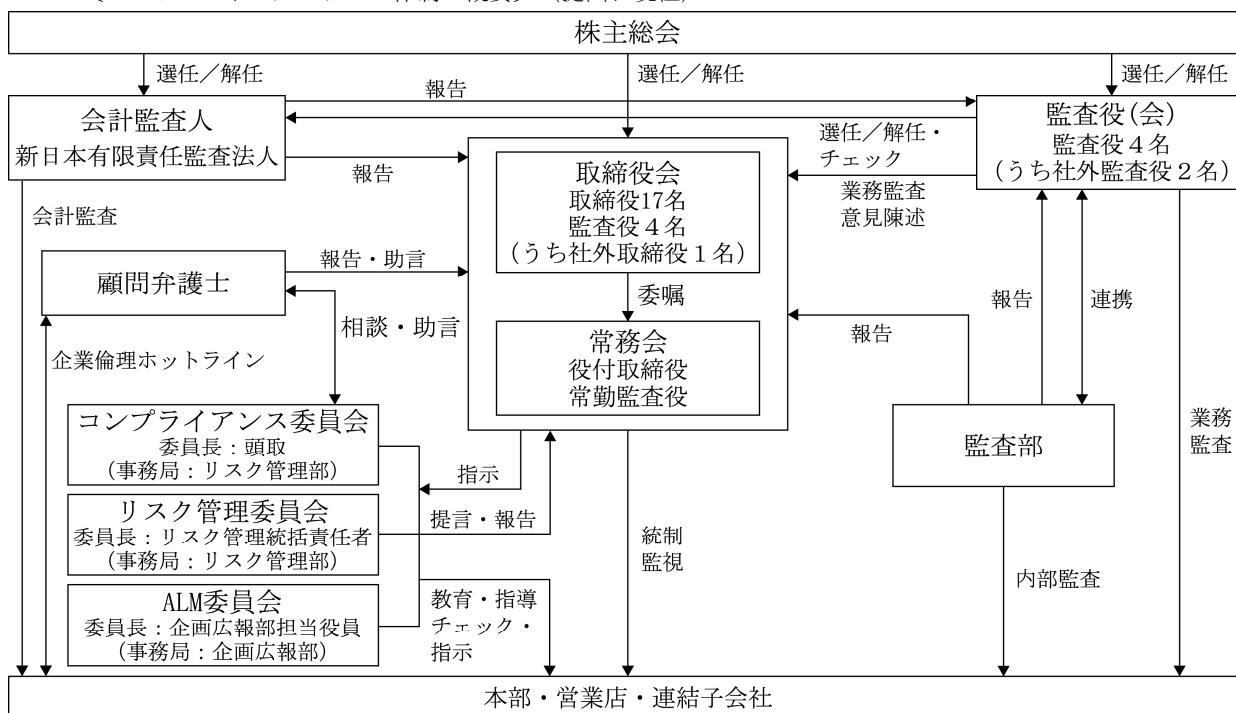 株主総会
選任／解任
選任／解任
選任／解任
会計監査人
新日本有限責任監査法人
報告
監査役(会)
監査役４名
(うち社外監査役２名)
選任／解任・
チェック
報告
取締役会
取締役17名
監査役４名
(うち社外取締役１名)
業務監査
意見陳述
会計監査
顧問弁護士
報告・助言
委嘱
報告
連携
相談・助言
報告
常務会
役付取締役
常勤監査役
企業倫理ホットライン
コンプライアンス委員会
委員長：頭取
(事務局：リスク管理部)
監査部
業務
監査
指示
リスク管理委員会
委員長：リスク管理統括責任者
(事務局：リスク管理部)
提言・報告
統制
監視
内部監査
ALM委員会
委員長：企画広報部担当役員
(事務局：企画広報部)
教育・指導
チェック・
指示
本部・営業店・連結子会社